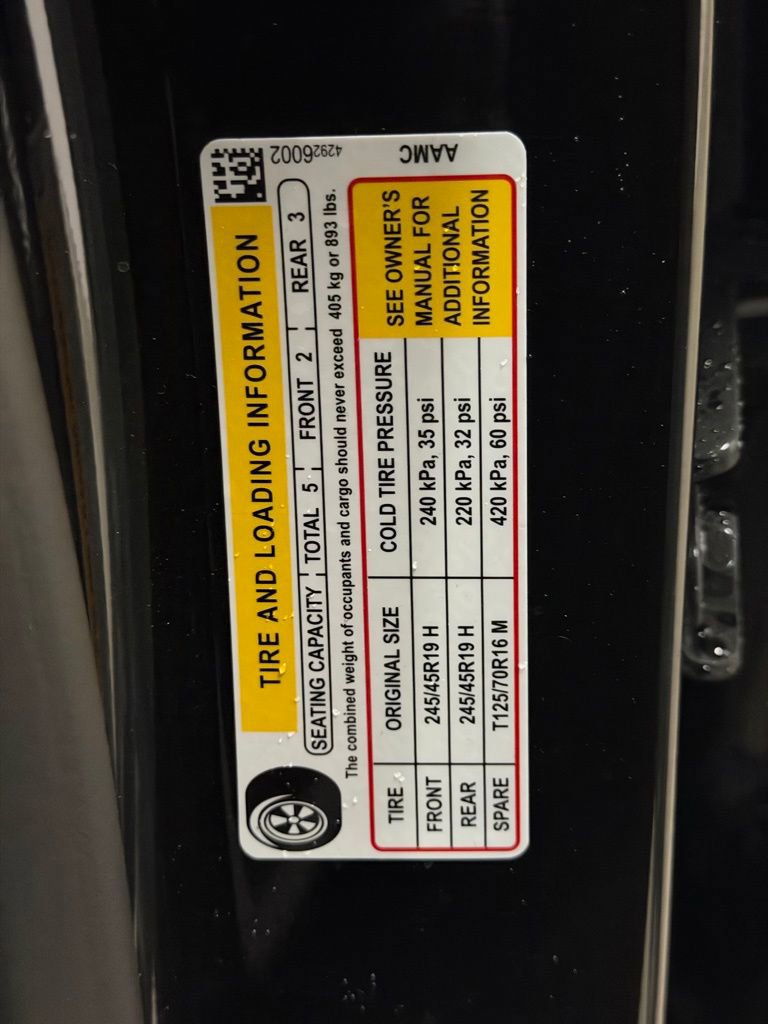 TIRE AND LOADING INFORMATION
SEATING CAPACITY TOTAL 5 FRONT 2 REAR 3
The combined weight of occupants and cargo should never exceed 405 kg or 893 lbs.
TIRE ORIGINAL SIZE COLD TIRE PRESSURE
FRONT 245/45R19 H 240 kPa, 35 psi
REAR 245/45R19 H 220 kPa, 32 psi
SPARE T125/70R16 M 420 kPa, 60 psi
SEE OWNER'S
MANUAL FOR
ADDITIONAL
INFORMATION
42926002
AAMC